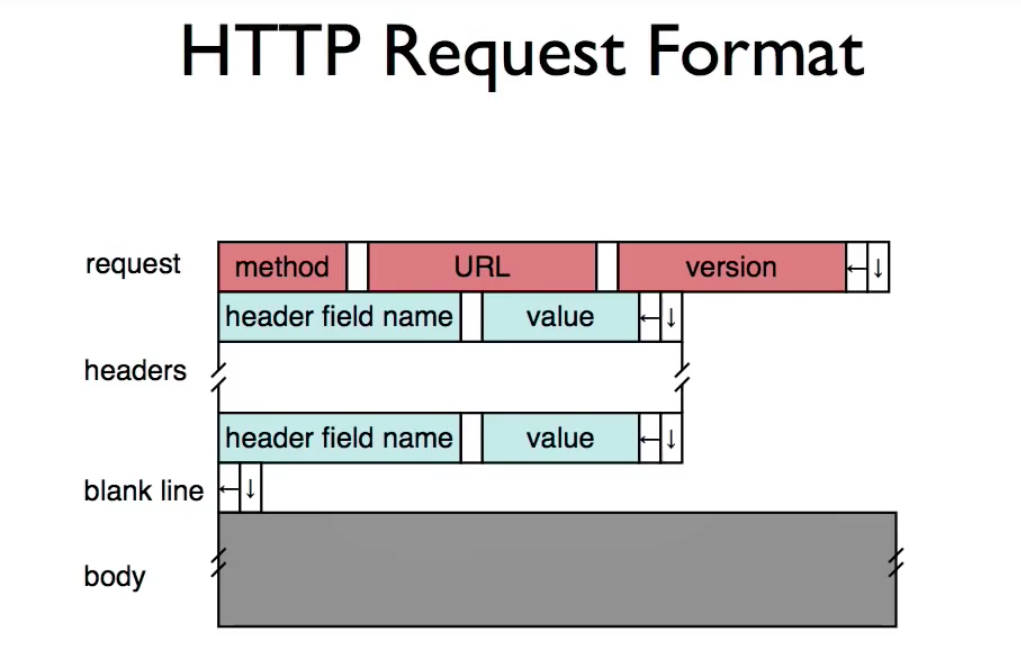 HTTP Request Format
request method URL version ← ↓
header field name value ← ↓
headers
header field name value ← ↓
blank line ← ↓
body